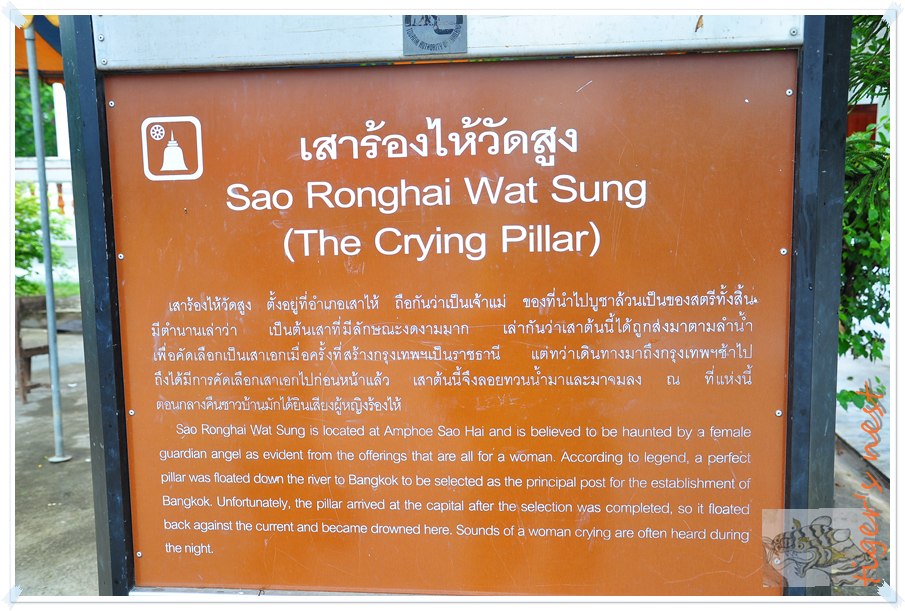 TOURISM AUTHORITY OF THAILAND
เสาร้องไห้วัดสูง
Sao Ronghai Wat Sung
(The Crying Pillar)
เสาร้องไห้วัดสูง ตั้งอยู่ที่อำเภอเสาไห้ ถือกันว่าเป็นเจ้าแม่ ของที่นำไปบูชาล้วนเป็นของสตรีทั้งสิ้น
มีตำนานเล่าว่า เป็นต้นเสาที่มีลักษณะงดงามมาก เล่ากันว่าเสาต้นนี้ได้ถูกส่งมาตามลำน้ำ
เพื่อคัดเลือกเป็นเสาเอกเมื่อครั้งที่สร้างกรุงเทพฯเป็นราชธานี แต่ทว่าเดินทางมาถึงกรุงเทพฯช้าไป
ถึงได้มีการคัดเลือกเสาเอกไปก่อนหน้าแล้ว เสาต้นนี้จึงลอยทวนน้ำมาและมาจมลง ณ ที่แห่งนี้
ตอนกลางคืนชาวบ้านมักได้ยินเสียงผู้หญิงร้องไห้
Sao Ronghai Wat Sung is located at Amphoe Sao Hai and is believed to be haunted by a female
guardian angel as evident from the offerings that are all for a woman. According to legend, a perfect
pillar was floated down the river to Bangkok to be selected as the principal post for the establishment of
Bangkok. Unfortunately, the pillar arrived at the capital after the selection was completed, so it floated
back against the current and became drowned here. Sounds of a woman crying are often heard during
the night.
tiger's nest